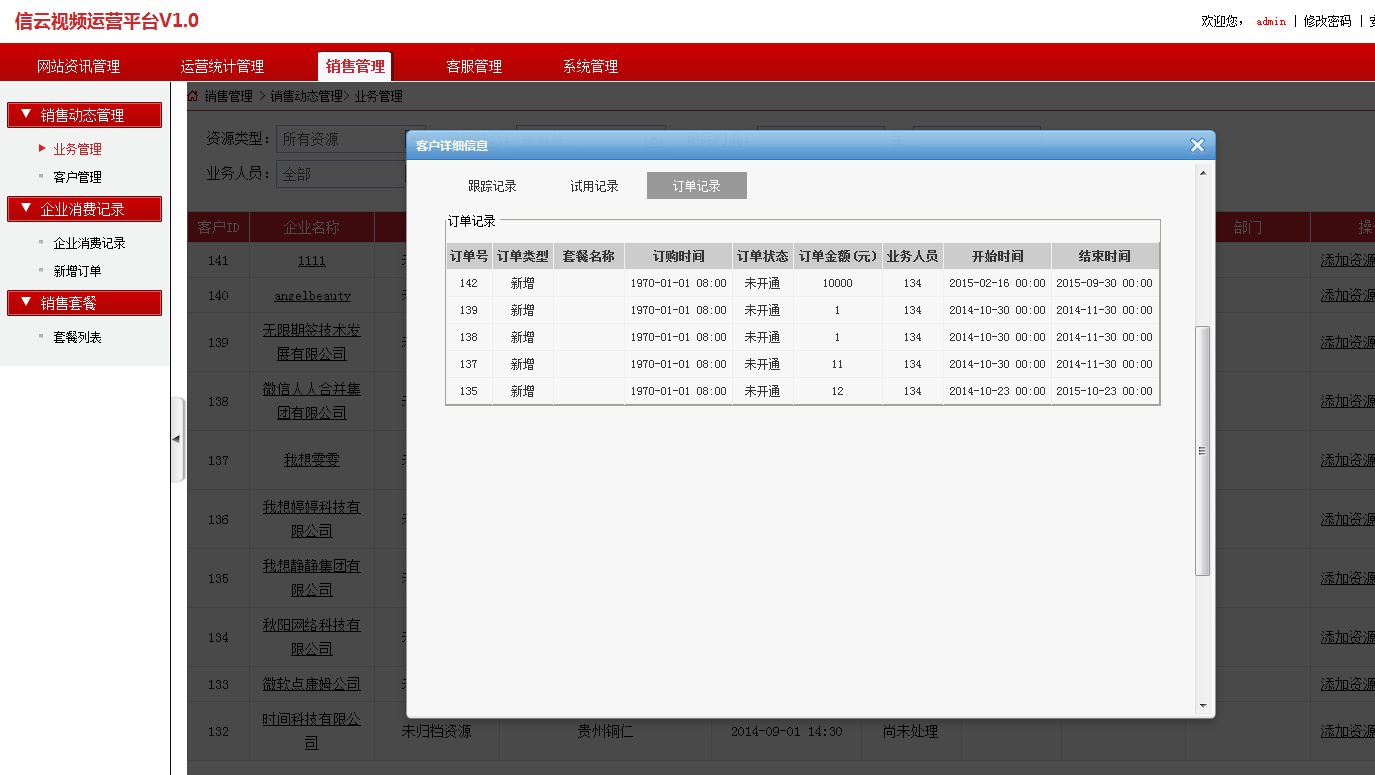 信云视频运营平台V1.0
欢迎您， admin | 修改密码 |
网站资讯管理 运营统计管理 销售管理 客服管理 系统管理
销售动态管理
业务管理
客户管理
企业消费记录
企业消费记录
新增订单
销售套餐
套餐列表
销售管理 > 销售动态管理> 业务管理
资源类型: 所有资源
业务人员: 全部
客户ID 企业名称 部门
141 1111 添加资源
140 angelbeauty 添加资源
139 无限期签技术发
展有限公司 添加资源
138 微信人人合并集
团有限公司 添加资源
137 我想雯雯 添加资源
136 我想婷婷科技有
限公司 添加资源
135 我想静静集团有
限公司 添加资源
134 秋阳网络科技有
限公司 添加资源
133 微软点康姆公司 添加资源
132 时间科技有限公
司 未归档资源 贵州铜仁 2014-09-01 14:30 尚未处理 添加资源
客户详细信息
跟踪记录 试用记录 订单记录
订单记录
订单号 订单类型 套餐名称 订购时间 订单状态 订单金额(元) 业务人员 开始时间 结束时间
142 新增 1970-01-01 08:00 未开通 10000 134 2015-02-16 00:00 2015-09-30 00:00
139 新增 1970-01-01 08:00 未开通 1 134 2014-10-30 00:00 2014-11-30 00:00
138 新增 1970-01-01 08:00 未开通 1 134 2014-10-30 00:00 2014-11-30 00:00
137 新增 1970-01-01 08:00 未开通 11 134 2014-10-30 00:00 2014-11-30 00:00
135 新增 1970-01-01 08:00 未开通 12 134 2014-10-23 00:00 2015-10-23 00:00